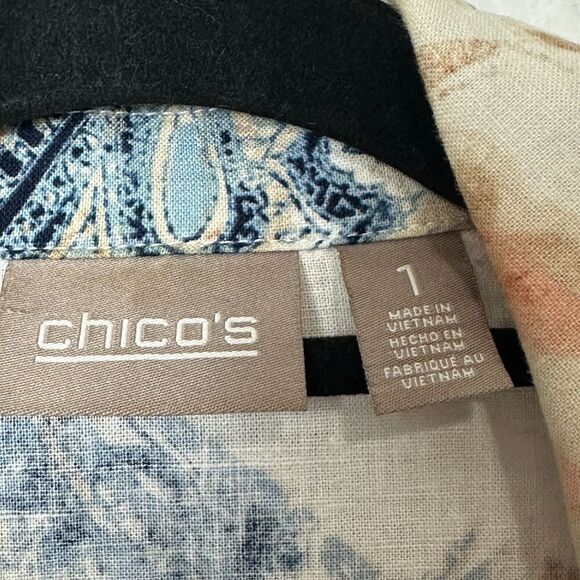 chico's
1
MADE IN
VIETNAM
HECHO EN
VIETNAM
FABRIQUÉ AU
VIETNAM